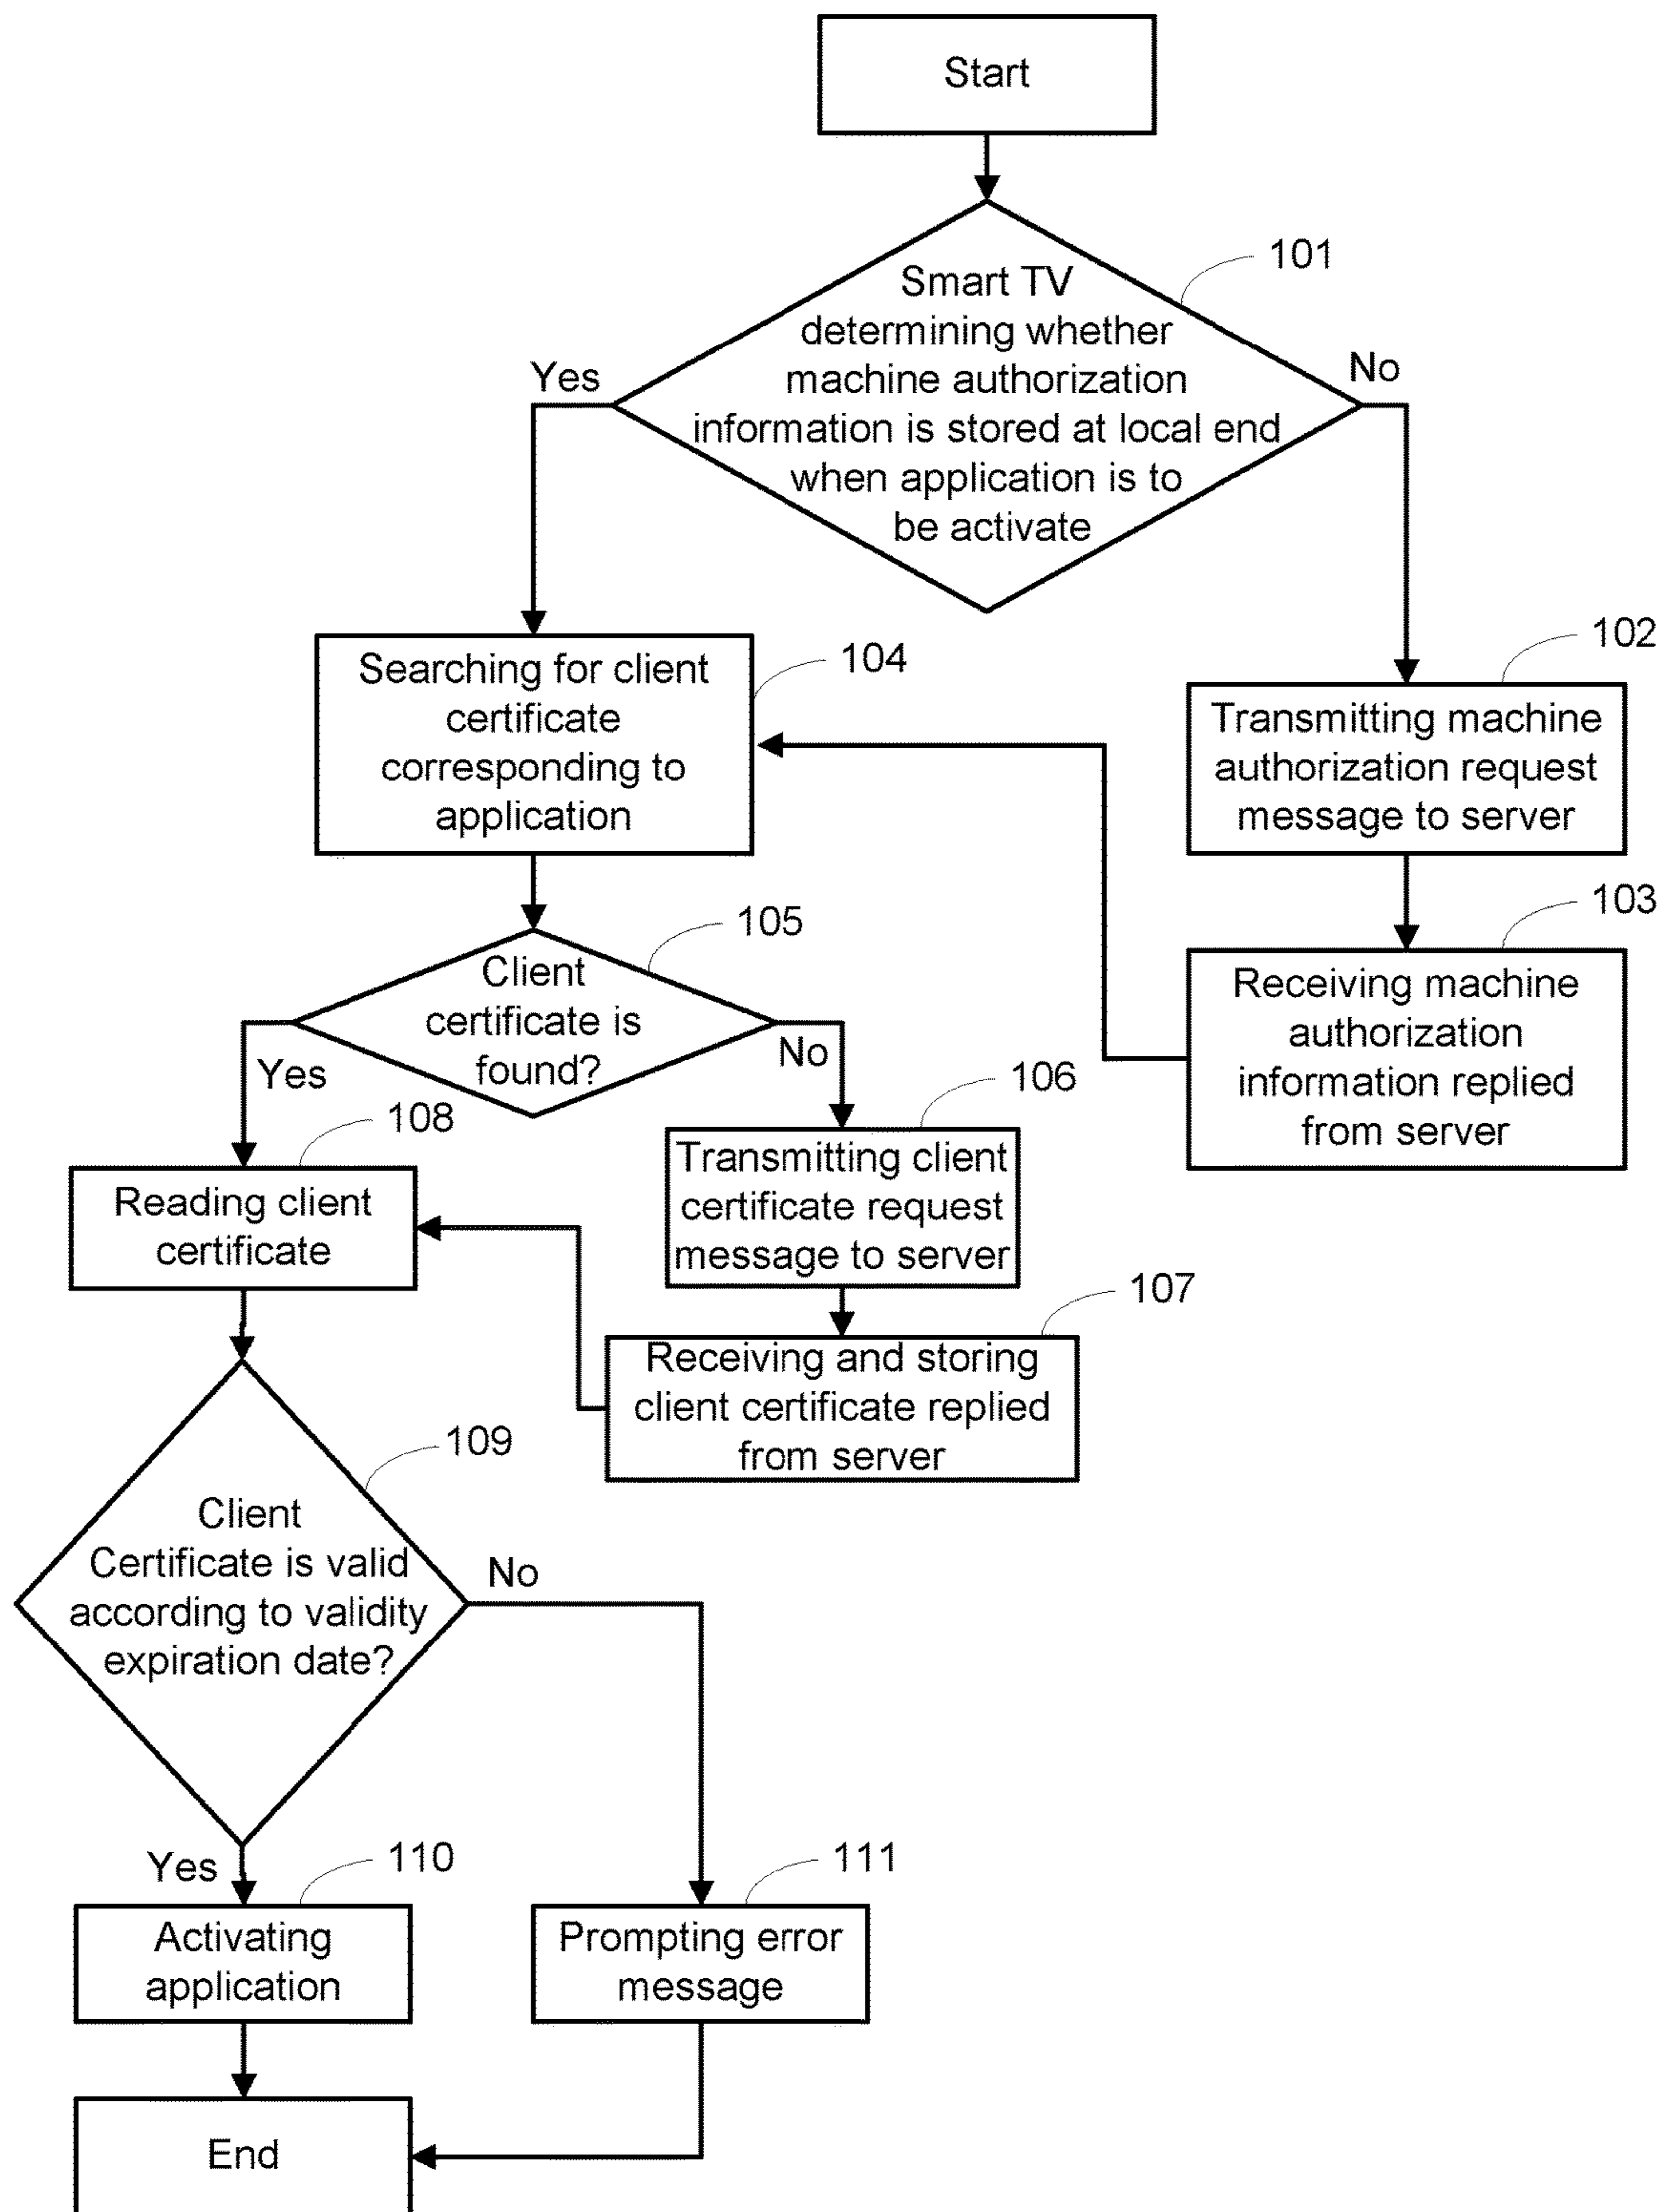 Start
101
Smart TV
determining whether
machine authorization
information is stored at local end
when application is to
be activate
Yes
No
102
Transmitting machine
authorization request
message to server
103
Receiving machine
authorization
information replied
from server
104
Searching for client
certificate
corresponding to
application
105
Client
certificate is
found?
Yes
No
106
Transmitting client
certificate request
message to server
107
Receiving and storing
client certificate replied
from server
108
Reading client
certificate
109
Client
Certificate is valid
according to validity
expiration date?
No
Yes
110
Activating
application
111
Prompting error
message
End